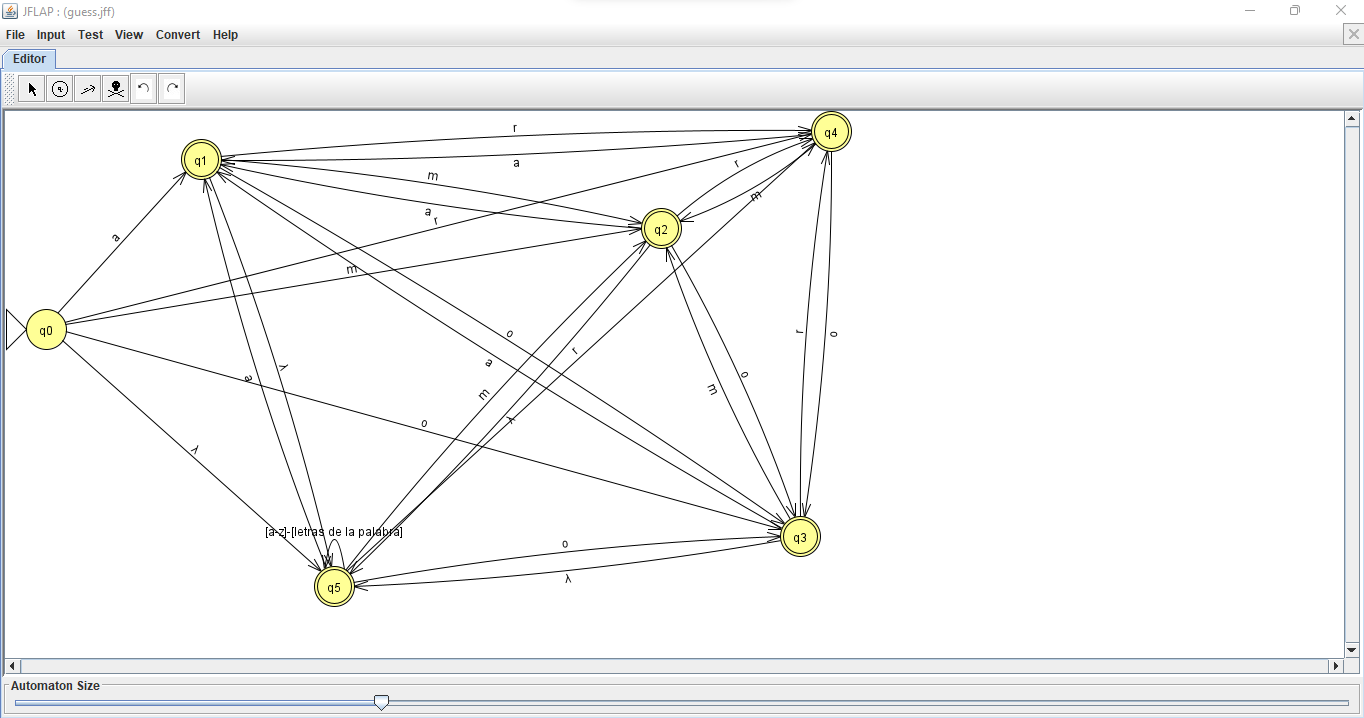 JFLAP : (guess.jff)
File Input Test View Convert Help
Editor
q4
r
q1
a
m
r
m
a
r
q2
a
m
q0
o
r
o
r
a
λ
o
a
m
m
o
λ
λ
[a-z]-[letras de la palabra]
q3
o
λ
q5
Automaton Size